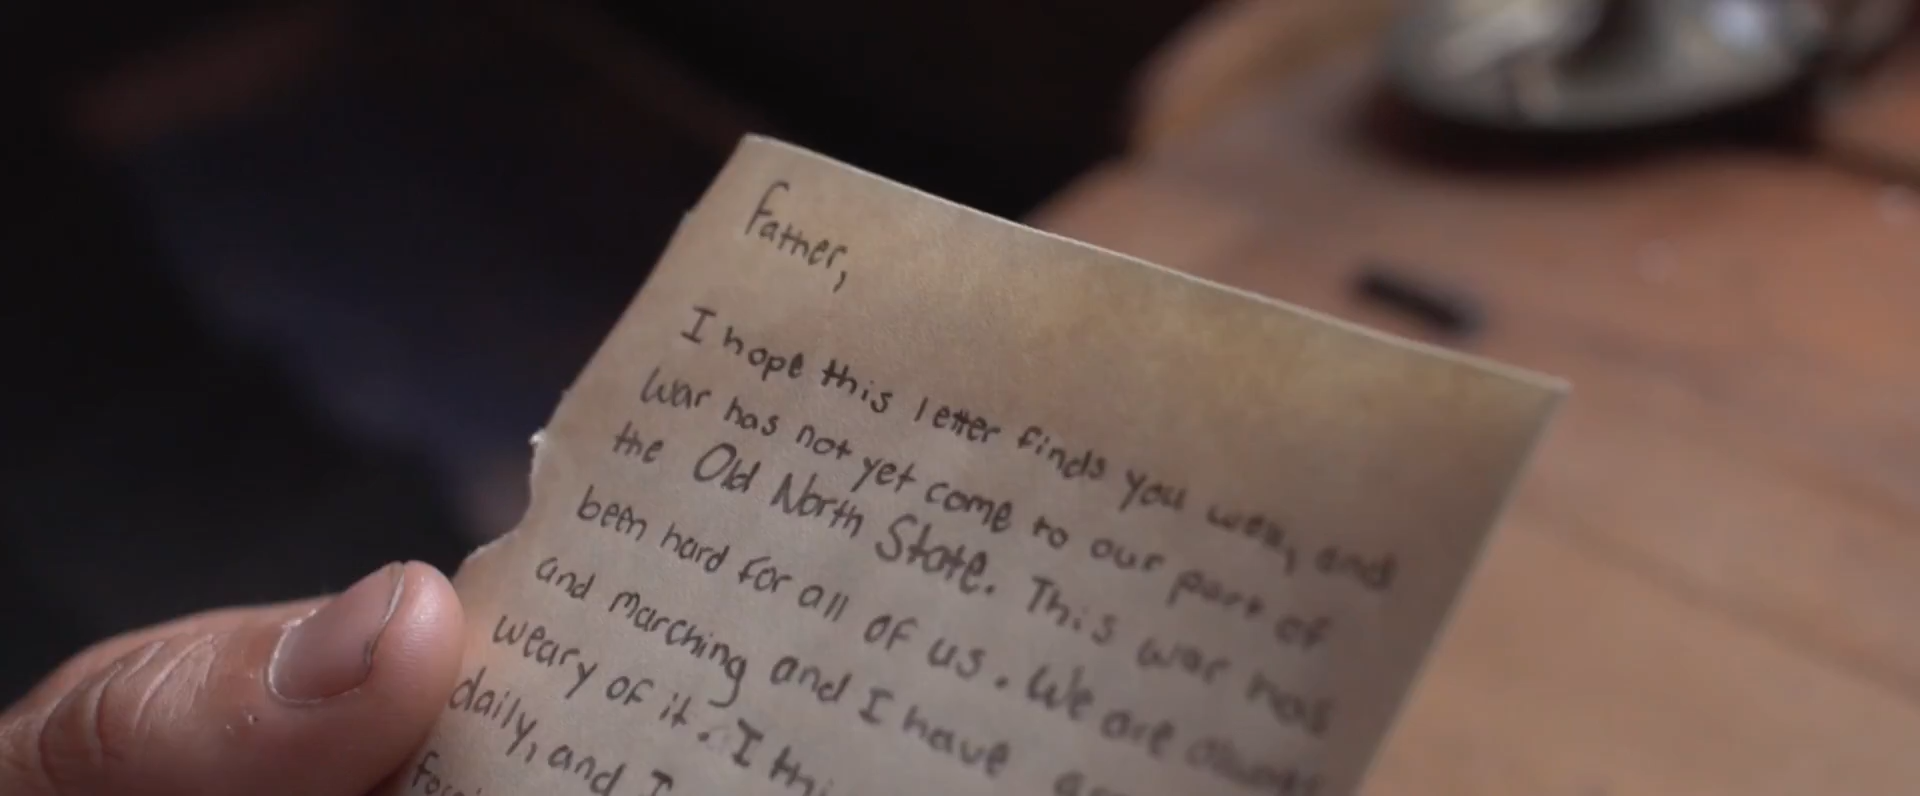 Father,
I hope this letter finds you well, and
war has not yet come to our part of
the Old North State. This war has
been hard for all of us. We are always
and marching and I have
weary of it. I
daily, and I